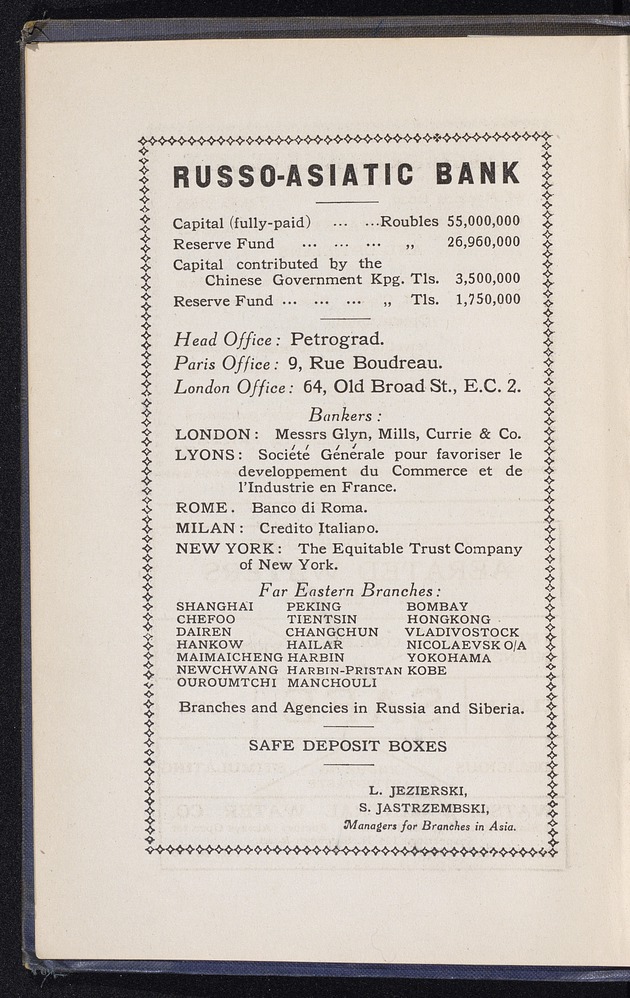 RUSSO-ASIATIC BANK
Capital (fully-paid) ... ...Roubles 55,000,000
Reserve Fund ... ... ... „ 26,960,000
Capital contributed by the
Chinese Government Kpg. Tls. 3,500,000
Reserve Fund ... ... ... „ Tls. 1,750,000
Head Office: Petrograd.
Paris Office: 9, Rue Boudreau.
London Office: 64, Old Broad St., E.C. 2.
Bankers:
LONDON: Messrs Glyn, Mills, Currie & Co.
LYONS: Société Générale pour favoriser le
developpement du Commerce et de
l'Industrie en France.
ROME. Banco di Roma.
MILAN: Credito Italiano.
NEW YORK: The Equitable Trust Company
of New York.
Far Eastern Branches:
SHANGHAI PEKING BOMBAY
CHEFOO TIENTSIN HONGKONG
DAIREN CHANGCHUN VLADIVOSTOCK
HANKOW HAILAR NICOLAEVSK O/A
MAIMAICHENG HARBIN YOKOHAMA
NEWCHWANG HARBIN-PRISTAN KOBE
OUROUMTCHI MANCHOULI
Branches and Agencies in Russia and Siberia.
SAFE DEPOSIT BOXES
L. JEZIERSKI,
S. JASTRZEMBSKI,
Managers for Branches in Asia.